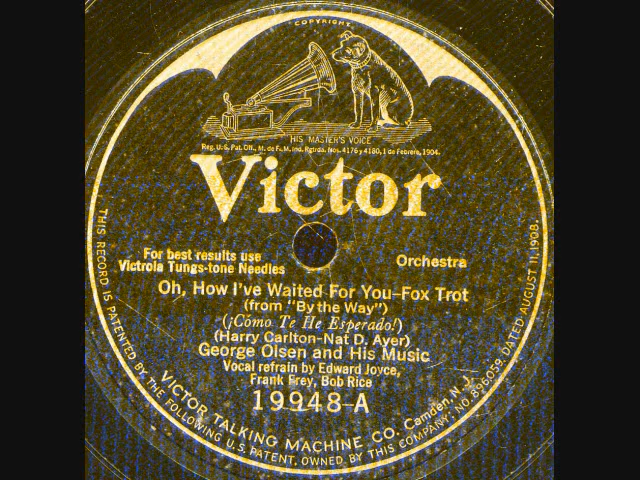 COPYRIGHT
HIS MASTER'S VOICE
Reg. U.S. Pat. Off., M. de F. M. Ind. Rgtrda. Nos. 4176 y 4180, 1 de Febrero, 1904.
Victor
For best results use
Victrola Tungs-tone Needles
Orchestra
Oh, How I've Waited For You–Fox Trot
(from "By the Way")
(¡Cómo Te He Esperado!)
(Harry Carlton-Nat D. Ayer)
George Olsen and His Music
Vocal refrain by Edward Joyce,
Frank Frey, Bob Rice
19948-A
VICTOR TALKING MACHINE CO. Camden, N.J.
THIS RECORD IS PATENTED BY THE FOLLOWING U.S. PATENT, OWNED BY THIS COMPANY; NO. 896059, DATED AUGUST 11, 1908.